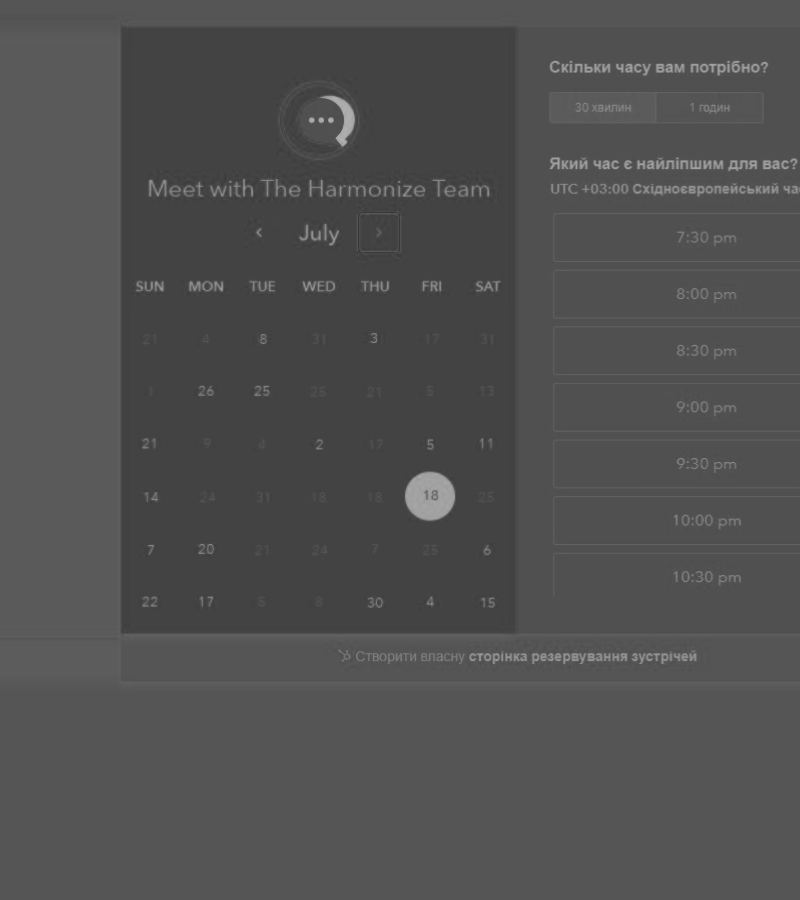 Meet with The Harmonize Team
‹ July ›
SUN MON TUE WED THU FRI SAT
21 4 8 31 3 17 31
1 26 25 25 21 5 13
21 9 4 2 17 5 11
14 24 31 18 18 18 25
7 20 21 24 7 25 6
22 17 30 4 15
Скільки часу вам потрібно?
30 хвилин 1 годин
Який час є найліпшим для вас?
UTC +03:00 Східноєвропейський
7:30 pm
8:00 pm
8:30 pm
9:00 pm
9:30 pm
10:00 pm
10:30 pm
Створити власну сторінка резервування зустрічей